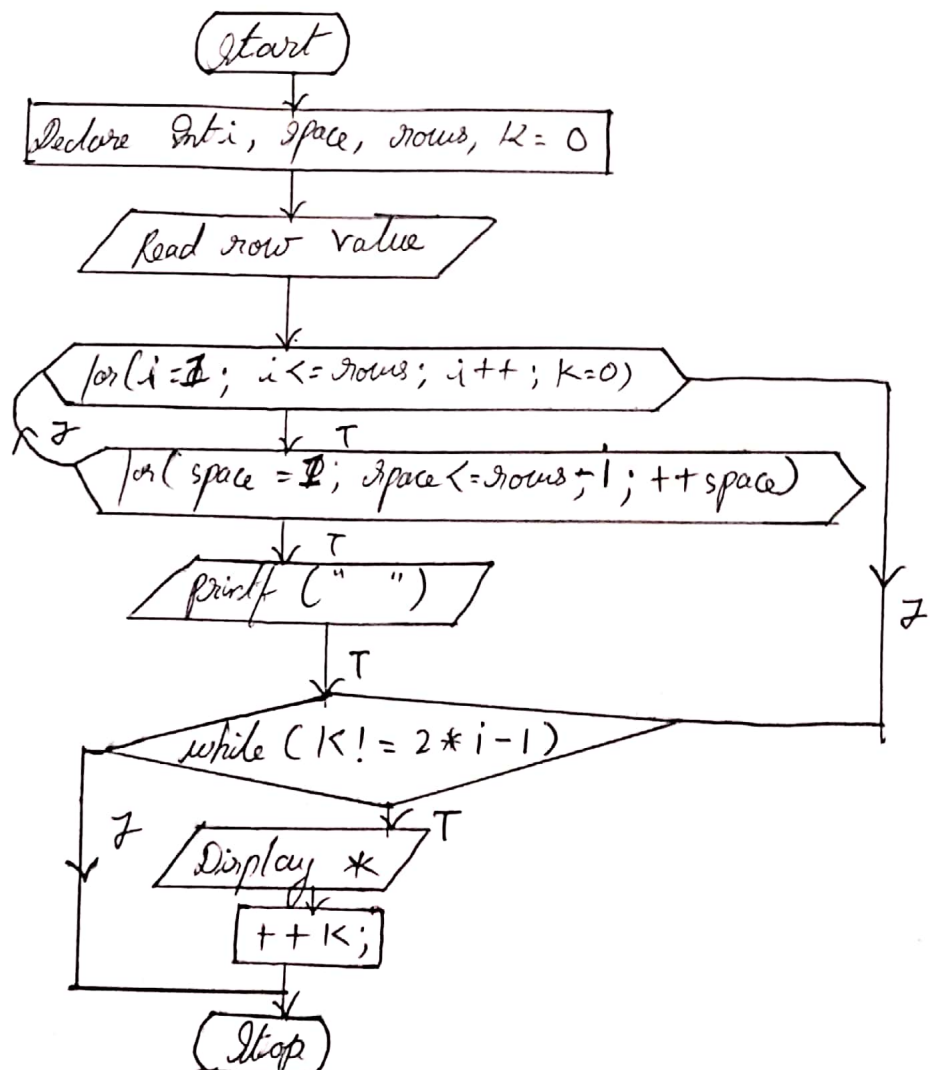 Start
Declare Int i, space, rows, K = 0
Read row value
for(i=1; i<=rows; i++; K=0)
F
T
for(space = 1; space<=rows-1; ++space)
T
printf (" ")
F
T
while (K! = 2*i-1)
F
T
Display *
++K;
Stop